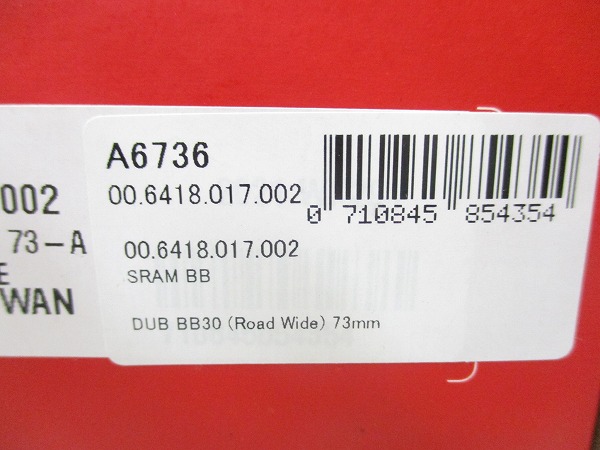 A6736
00.6418.017.002
0 710845 854354
00.6418.017.002
SRAM BB
DUB BB30 (Road Wide) 73mm
002
73-A
E
WAN